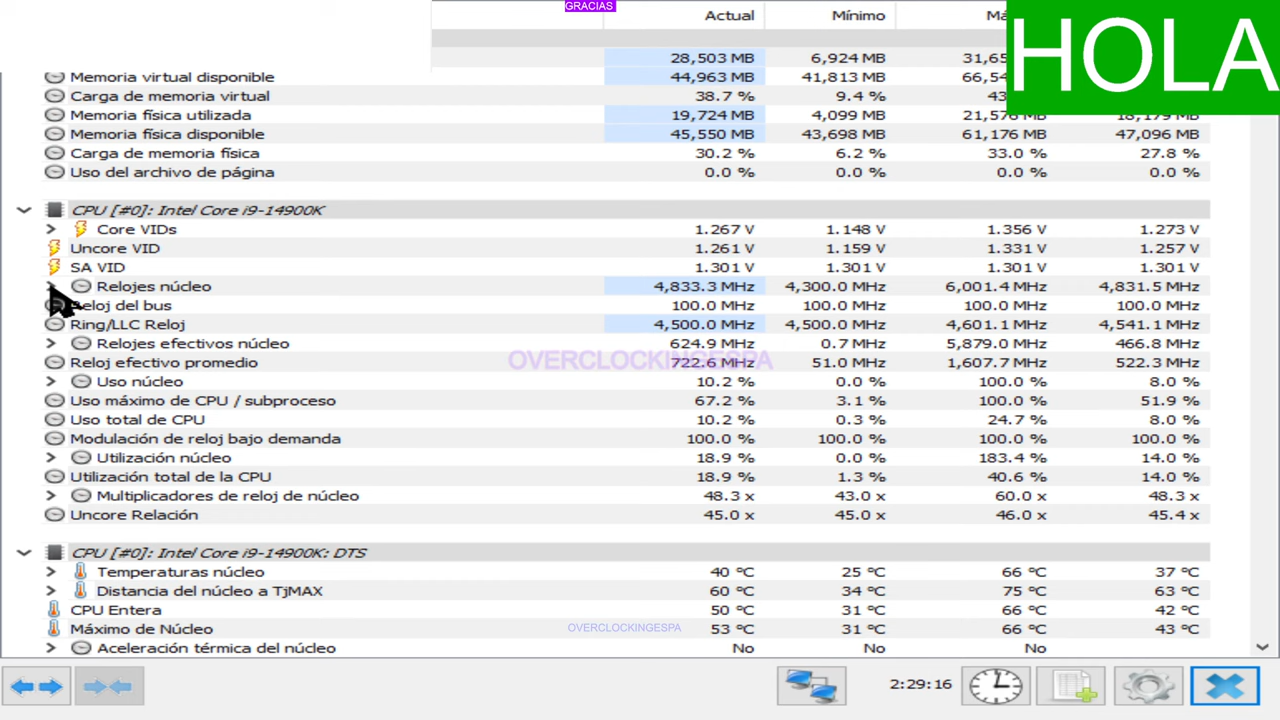 GRACIAS
Actual Mínimo
HOLA
28,503 MB 6,924 MB
Memoria virtual disponible 44,963 MB 41,813 MB
Carga de memoria virtual 38.7 % 9.4 %
Memoria física utilizada 19,724 MB 4,099 MB 21,576 MB 18,179 MB
Memoria física disponible 45,550 MB 43,698 MB 61,176 MB 47,096 MB
Carga de memoria física 30.2 % 6.2 % 33.0 % 27.8 %
Uso del archivo de página 0.0 % 0.0 % 0.0 % 0.0 %
CPU [#0]: Intel Core i9-14900K
Core VIDs 1.267 V 1.148 V 1.356 V 1.273 V
Uncore VID 1.261 V 1.159 V 1.331 V 1.257 V
SA VID 1.301 V 1.301 V 1.301 V 1.301 V
Relojes núcleo 4,833.3 MHz 4,300.0 MHz 6,001.4 MHz 4,831.5 MHz
Reloj del bus 100.0 MHz 100.0 MHz 100.0 MHz 100.0 MHz
Ring/LLC Reloj 4,500.0 MHz 4,500.0 MHz 4,601.1 MHz 4,541.1 MHz
Relojes efectivos núcleo 624.9 MHz 0.7 MHz 5,879.0 MHz 466.8 MHz
OVERCLOCKINGESPA
Reloj efectivo promedio 722.6 MHz 51.0 MHz 1,607.7 MHz 522.3 MHz
Uso núcleo 10.2 % 0.0 % 100.0 % 8.0 %
Uso máximo de CPU / subproceso 67.2 % 3.1 % 100.0 % 51.9 %
Uso total de CPU 10.2 % 0.3 % 24.7 % 8.0 %
Modulación de reloj bajo demanda 100.0 % 100.0 % 100.0 % 100.0 %
Utilización núcleo 18.9 % 0.0 % 183.4 % 14.0 %
Utilización total de la CPU 18.9 % 1.3 % 40.6 % 14.0 %
Multiplicadores de reloj de núcleo 48.3 x 43.0 x 60.0 x 48.3 x
Uncore Relación 45.0 x 45.0 x 46.0 x 45.4 x
CPU [#0]: Intel Core i9-14900K: DTS
Temperaturas núcleo 40 °C 25 °C 66 °C 37 °C
Distancia del núcleo a TjMAX 60 °C 34 °C 75 °C 63 °C
CPU Entera 50 °C 31 °C 66 °C 42 °C
Máximo de Núcleo 53 °C 31 °C 66 °C 43 °C
OVERCLOCKINGESPA
Aceleración térmica del núcleo No No No
2:29:16